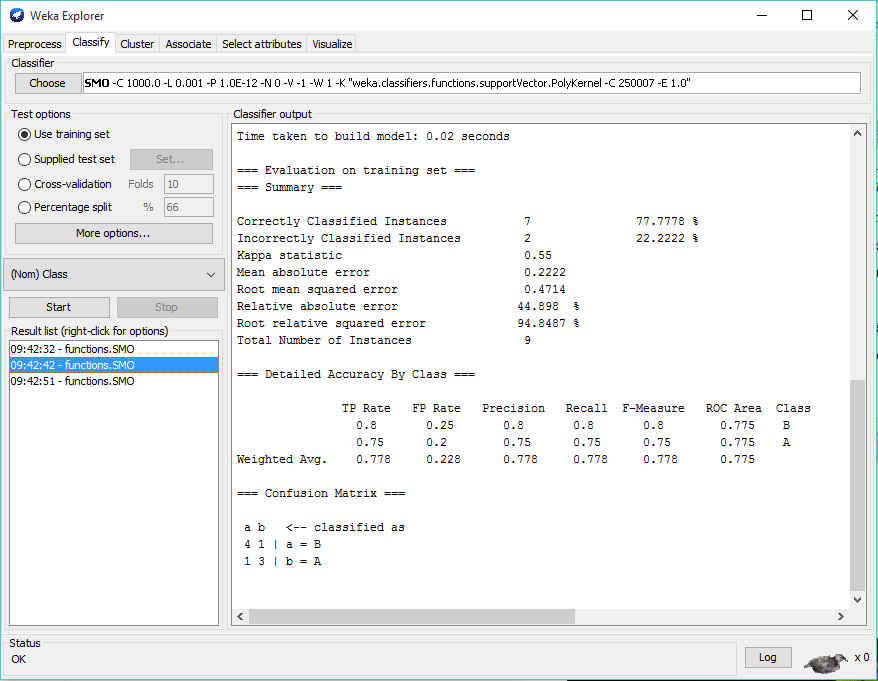 Weka Explorer
Preprocess Classify Cluster Associate Select attributes Visualize
Classifier
Choose SMO -C 1000.0 -L 0.001 -P 1.0E-12 -N 0 -V -1 -W 1 -K "weka.classifiers.functions.supportVector.PolyKernel -C 250007 -E 1.0"
Test options
Use training set
Supplied test set Set...
Cross-validation Folds 10
Percentage split % 66
More options...
(Nom) Class
Start Stop
Result list (right-click for options)
09:42:32 - functions.SMO
09:42:42 - functions.SMO
09:42:51 - functions.SMO
Classifier output
Time taken to build model: 0.02 seconds
=== Evaluation on training set ===
=== Summary ===
Correctly Classified Instances 7 77.7778 %
Incorrectly Classified Instances 2 22.2222 %
Kappa statistic 0.55
Mean absolute error 0.2222
Root mean squared error 0.4714
Relative absolute error 44.898 %
Root relative squared error 94.8487 %
Total Number of Instances 9
=== Detailed Accuracy By Class ===
TP Rate FP Rate Precision Recall F-Measure ROC Area Class
0.8 0.25 0.8 0.8 0.8 0.775 B
0.75 0.2 0.75 0.75 0.75 0.775 A
Weighted Avg. 0.778 0.228 0.778 0.778 0.778 0.775
=== Confusion Matrix ===
a b <-- classified as
4 1 | a = B
1 3 | b = A
Status
OK
Log x 0